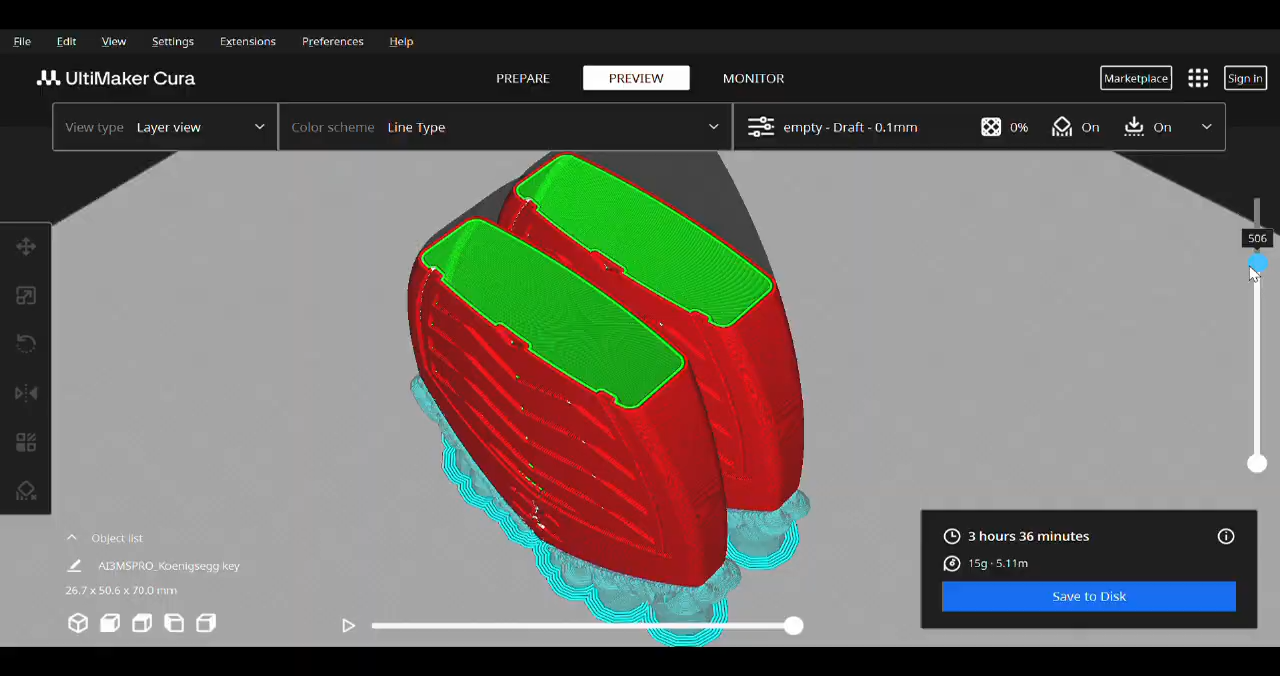 File Edit View Settings Extensions Preferences Help
UltiMaker Cura PREPARE PREVIEW MONITOR Marketplace Sign in
View type Layer view Color scheme Line Type empty - Draft - 0.1mm 0% On On
506
3 hours 36 minutes
Object list
15g · 5.11m
AI3MSPRO_Koenigsegg key
26.7 x 50.6 x 70.0 mm
Save to Disk